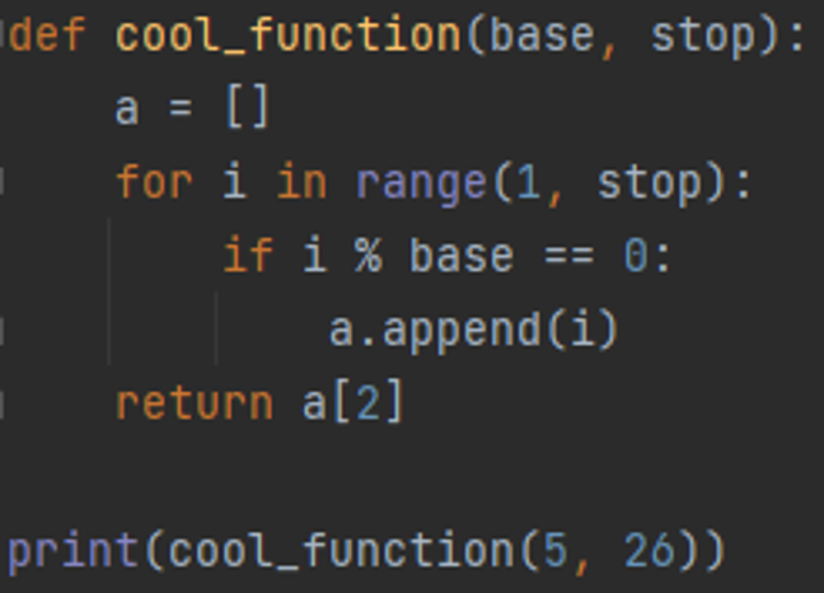 def cool_function(base, stop):
    a = []
    for i in range(1, stop):
        if i % base == 0:
            a.append(i)
    return a[2]

print(cool_function(5, 26))